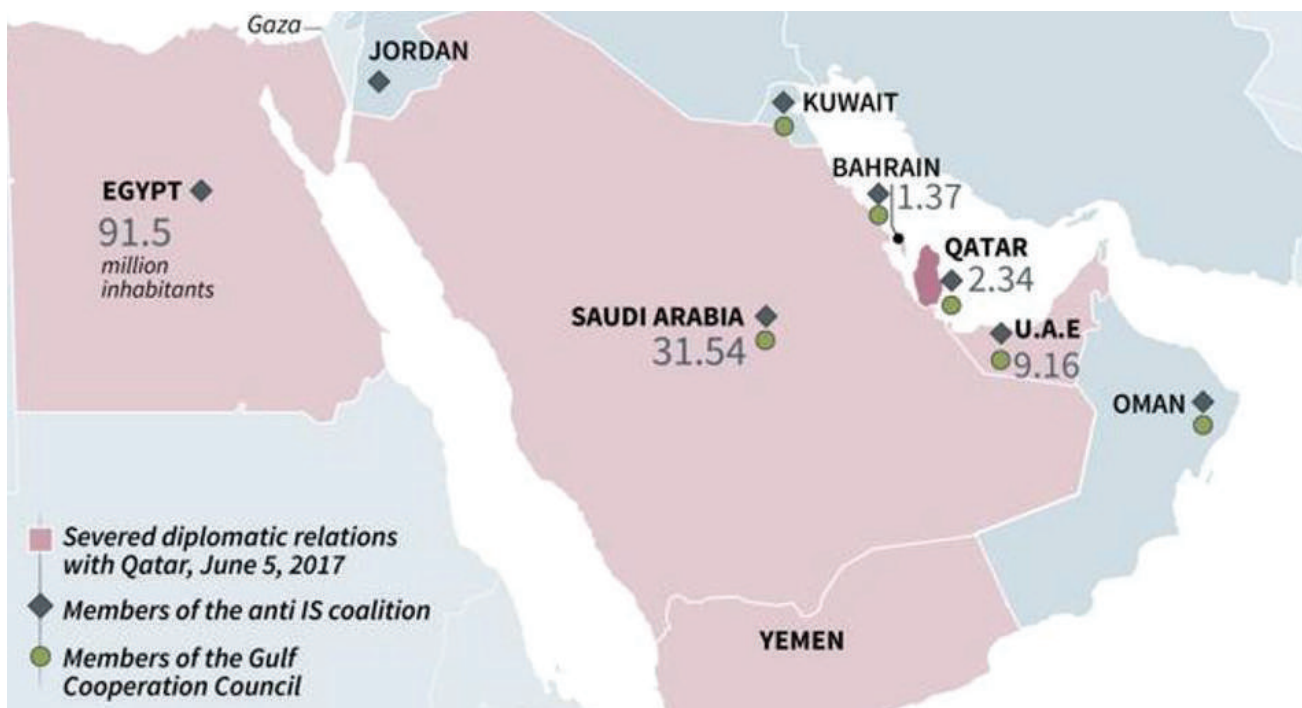 Gaza
JORDAN
KUWAIT
BAHRAIN
1.37
EGYPT
91.5
million
inhabitants
QATAR
2.34
SAUDI ARABIA
31.54
U.A.E
9.16
OMAN
Severed diplomatic relations
with Qatar, June 5, 2017
Members of the anti IS coalition
Members of the Gulf
Cooperation Council
YEMEN